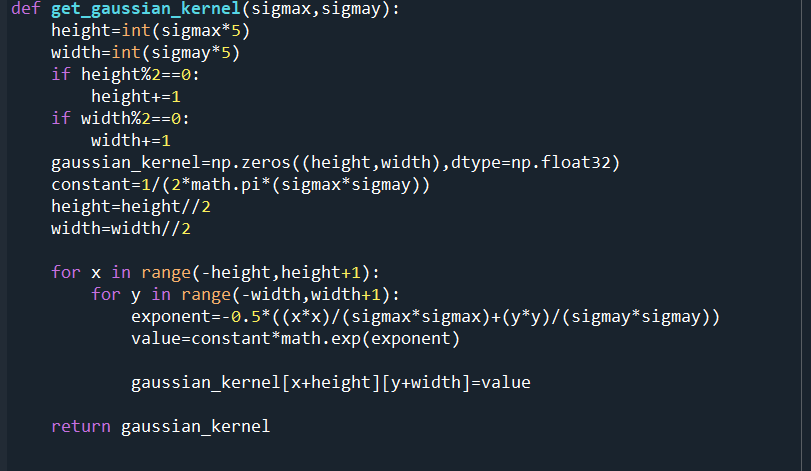 def get_gaussian_kernel(sigmax,sigmay):
    height=int(sigmax*5)
    width=int(sigmay*5)
    if height%2==0:
        height+=1
    if width%2==0:
        width+=1
    gaussian_kernel=np.zeros((height,width),dtype=np.float32)
    constant=1/(2*math.pi*(sigmax*sigmay))
    height=height//2
    width=width//2

    for x in range(-height,height+1):
        for y in range(-width,width+1):
            exponent=-0.5*((x*x)/(sigmax*sigmax)+(y*y)/(sigmay*sigmay))
            value=constant*math.exp(exponent)

            gaussian_kernel[x+height][y+width]=value

    return gaussian_kernel